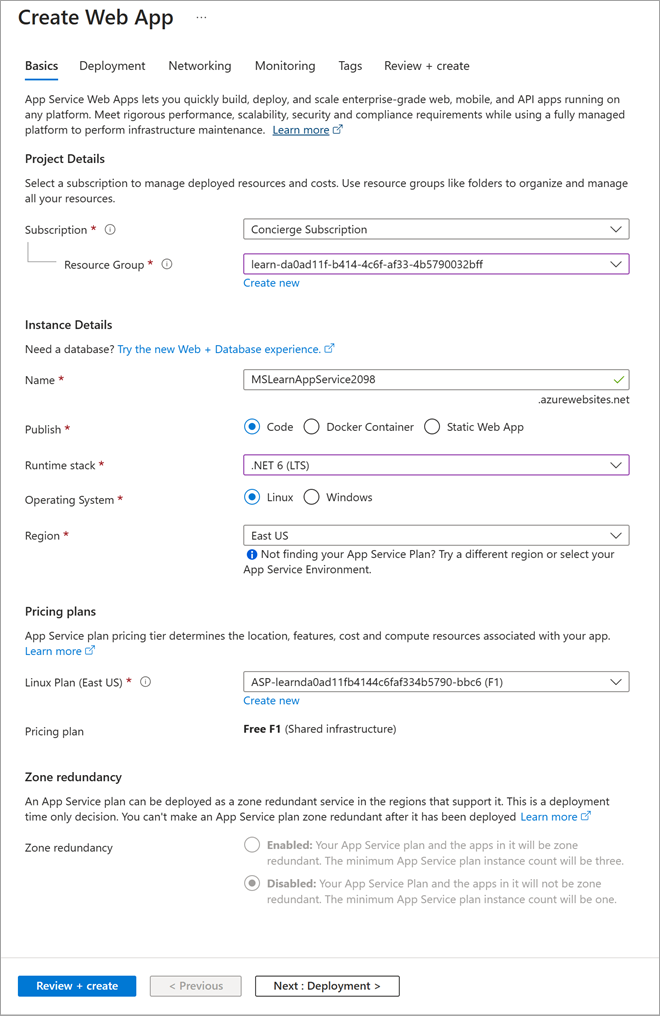 Create Web App ...
Basics Deployment Networking Monitoring Tags Review + create
App Service Web Apps lets you quickly build, deploy, and scale enterprise-grade web, mobile, and API apps running on
any platform. Meet rigorous performance, scalability, security and compliance requirements while using a fully managed
platform to perform infrastructure maintenance. Learn more
Project Details
Select a subscription to manage deployed resources and costs. Use resource groups like folders to organize and manage
all your resources.
Subscription * Concierge Subscription
Resource Group * learn-da0ad11f-b414-4c6f-af33-4b5790032bff
Create new
Instance Details
Need a database? Try the new Web + Database experience.
Name * MSLearnAppService2098
.azurewebsites.net
Publish * Code Docker Container Static Web App
Runtime stack * .NET 6 (LTS)
Operating System * Linux Windows
Region * East US
Not finding your App Service Plan? Try a different region or select your
App Service Environment.
Pricing plans
App Service plan pricing tier determines the location, features, cost and compute resources associated with your app.
Learn more
Linux Plan (East US) * ASP-learnda0ad11fb4144c6faf334b5790-bbc6 (F1)
Create new
Pricing plan Free F1 (Shared infrastructure)
Zone redundancy
An App Service plan can be deployed as a zone redundant service in the regions that support it. This is a deployment
time only decision. You can't make an App Service plan zone redundant after it has been deployed Learn more
Zone redundancy Enabled: Your App Service plan and the apps in it will be zone
redundant. The minimum App Service plan instance count will be three.
Disabled: Your App Service Plan and the apps in it will not be zone
redundant. The minimum App Service plan instance count will be one.
Review + create < Previous Next : Deployment >